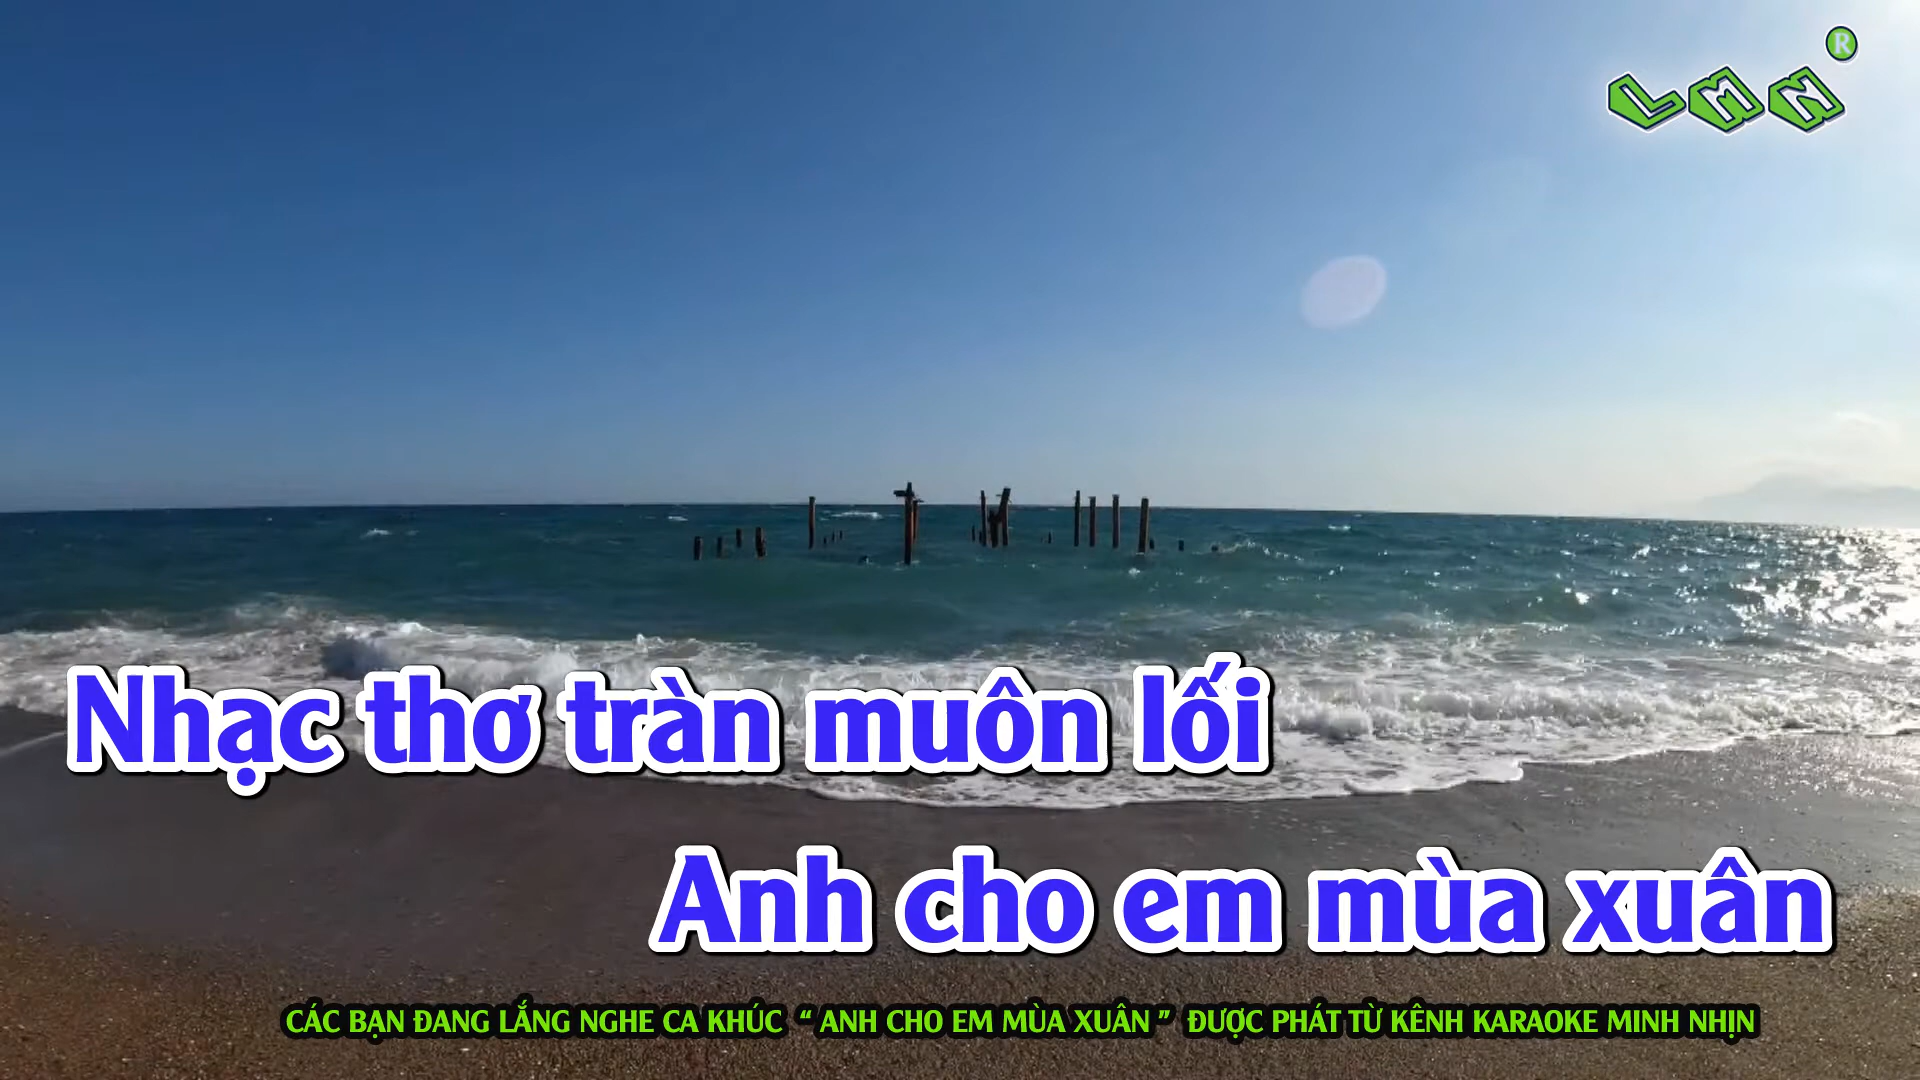 LMN ®
Nhạc thơ tràn muôn lối
Anh cho em mùa xuân
CÁC BẠN ĐANG LẮNG NGHE CA KHÚC “ ANH CHO EM MÙA XUÂN ” ĐƯỢC PHÁT TỪ KÊNH KARAOKE MINH NHỊN